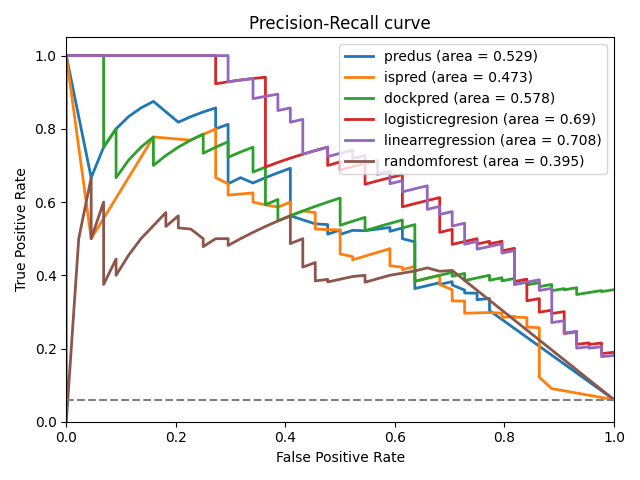 Precision-Recall curve
True Positive Rate
1.0
0.8
0.6
0.4
0.2
0.0
predus (area = 0.529)
ispred (area = 0.473)
dockpred (area = 0.578)
logisticregresion (area = 0.69)
linearregression (area = 0.708)
randomforest (area = 0.395)
0.0 0.2 0.4 0.6 0.8 1.0
False Positive Rate